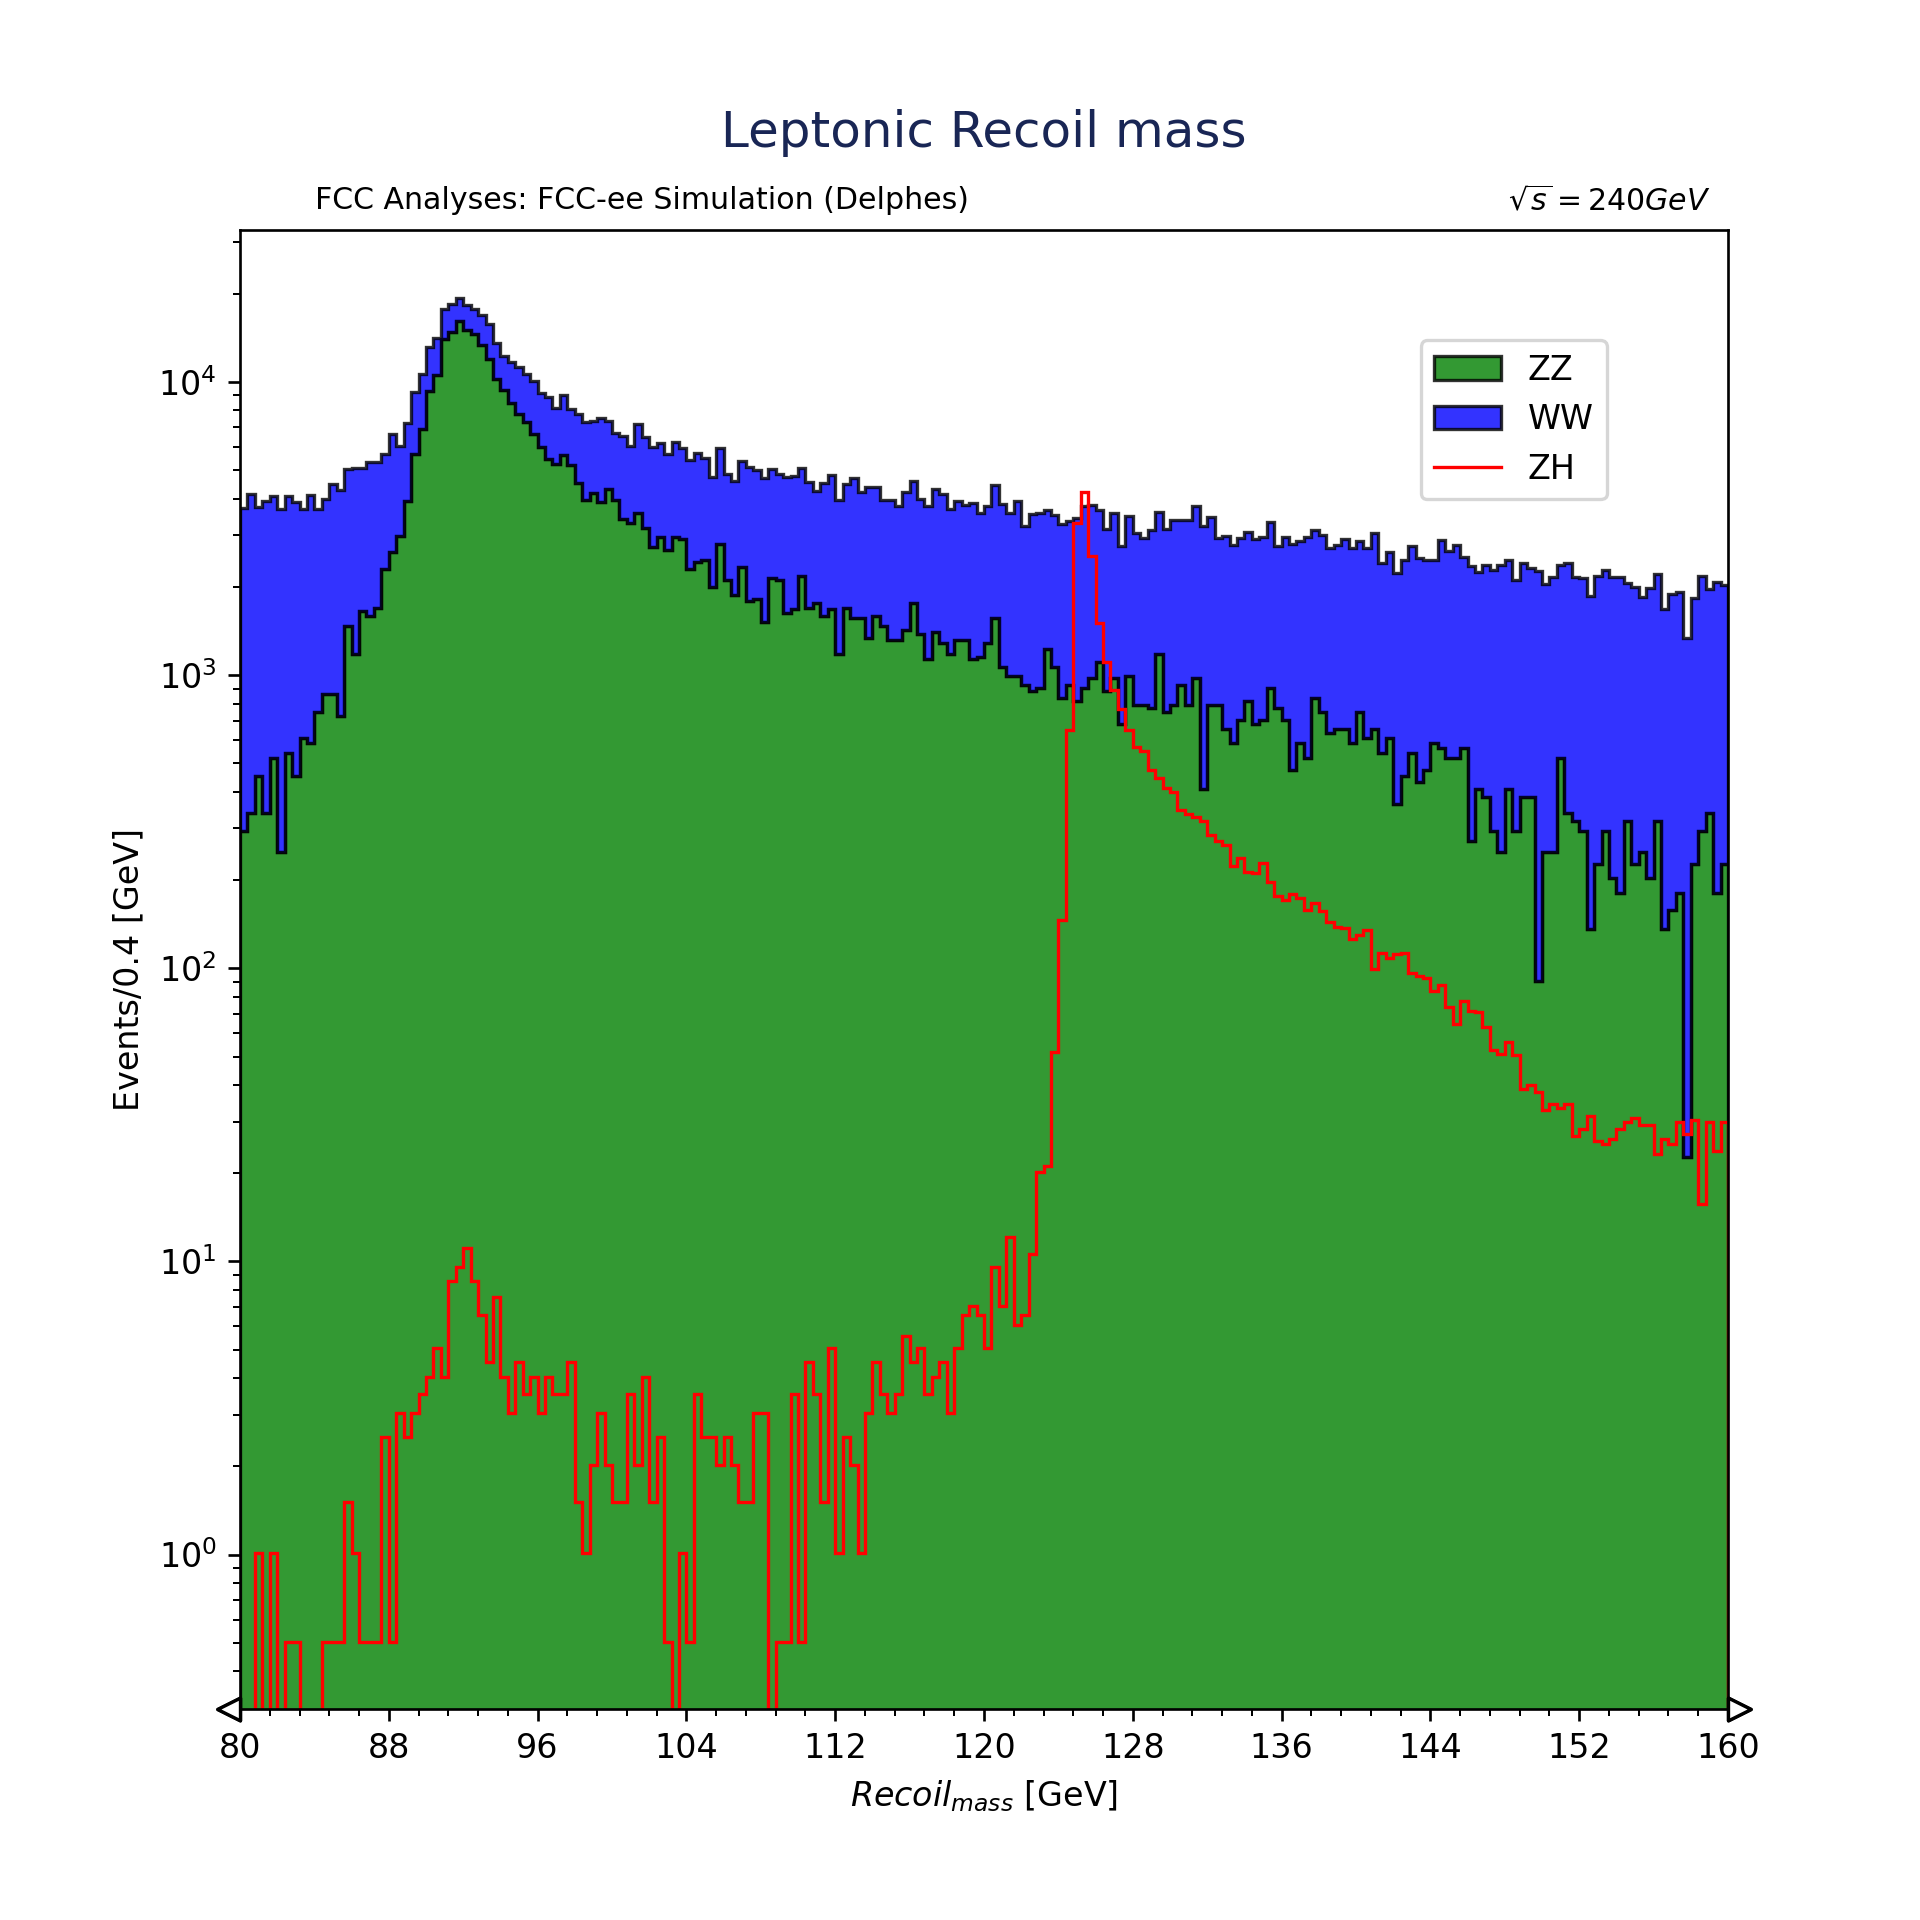 Leptonic Recoil mass
FCC Analyses: FCC-ee Simulation (Delphes)
√s = 240GeV
ZZ
WW
ZH
Events/0.4 [GeV]
10⁴
10³
10²
10¹
10⁰
80 88 96 104 112 120 128 136 144 152 160
Recoil_mass [GeV]